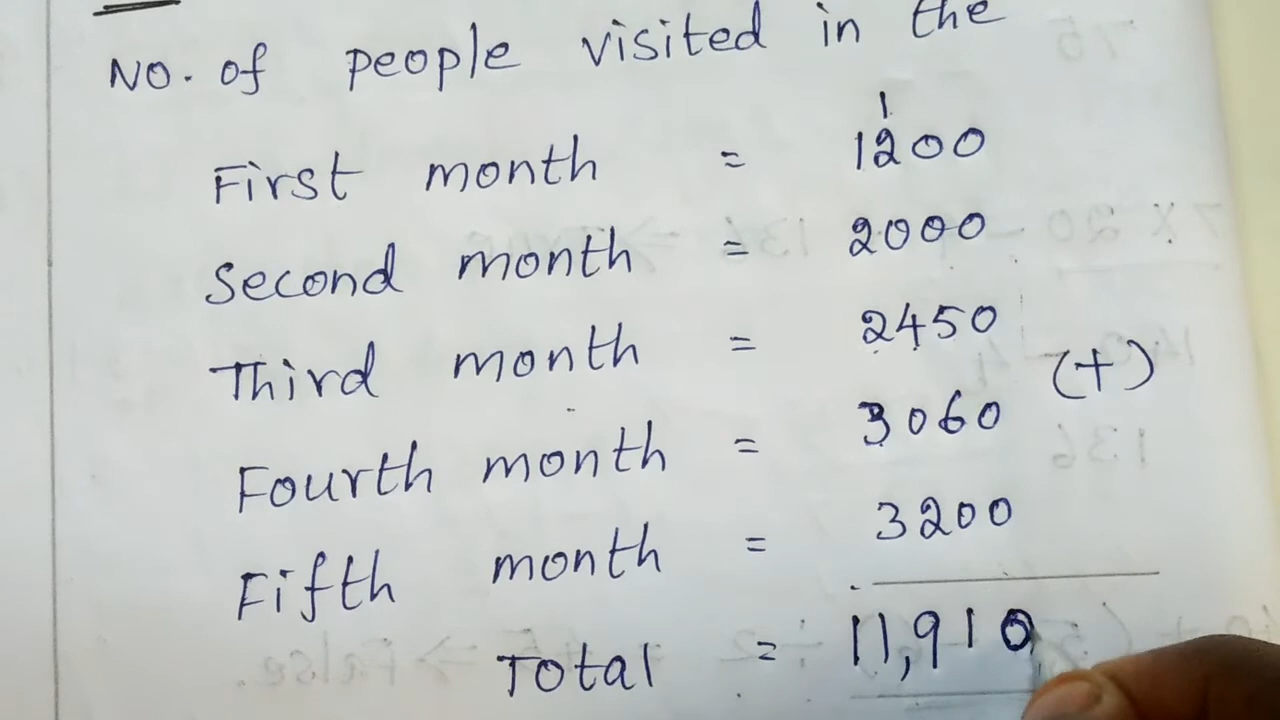 No. of people visited in the
First month = 1200
1
Second month = 2000
Third month = 2450
(+)
Fourth month = 3060
Fifth month = 3200
Total = 11,910